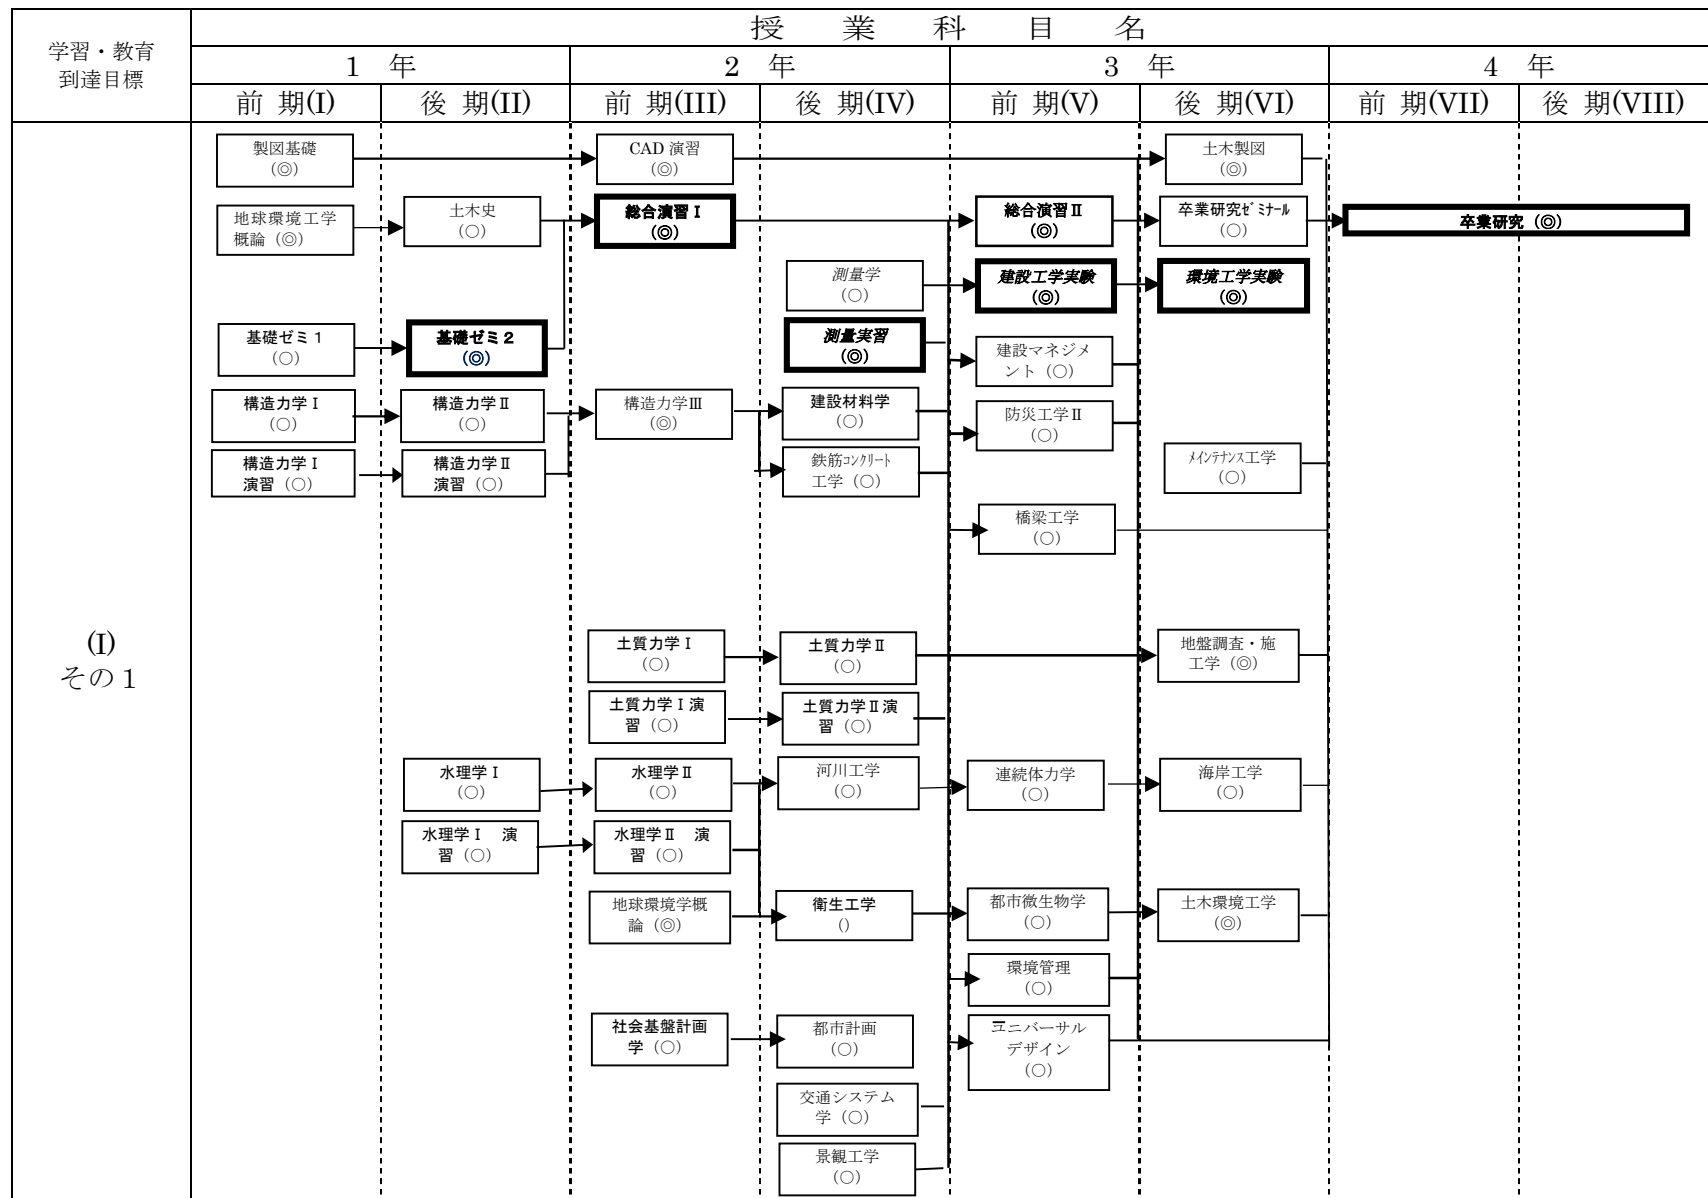 授 業 科 目 名
学習・教育
到達目標
1 年
2 年
3 年
4 年
前 期(I)
後 期(II)
前 期(III)
後 期(IV)
前 期(V)
後 期(VI)
前 期(VII)
後 期(VIII)
製図基礎
(◎)
CAD 演習
(◎)
土木製図
(◎)
地球環境工学
概論(◎)
土木史
(○)
総合演習Ⅰ
(◎)
総合演習Ⅱ
(◎)
卒業研究ゼミナール
(○)
卒業研究(◎)
測量学
(○)
建設工学実験
(◎)
環境工学実験
(◎)
基礎ゼミ1
(○)
基礎ゼミ2
(◎)
測量実習
(◎)
建設マネジメ
ント(○)
構造力学Ⅰ
(○)
構造力学Ⅱ
(○)
構造力学Ⅲ
(◎)
建設材料学
(○)
防災工学Ⅱ
(○)
構造力学Ⅰ
演習(○)
構造力学Ⅱ
演習(○)
鉄筋コンクリート
工学(○)
メインテナンス工学
(○)
橋梁工学
(○)
(I)
その1
土質力学Ⅰ
(○)
土質力学Ⅱ
(○)
地盤調査・施
工学(◎)
土質力学Ⅰ演
習(○)
土質力学Ⅱ演
習(○)
水理学Ⅰ
(○)
水理学Ⅱ
(○)
河川工学
(○)
連続体力学
(○)
海岸工学
(○)
水理学Ⅰ 演
習(○)
水理学Ⅱ 演
習(○)
地球環境学概
論(◎)
衛生工学
()
都市微生物学
(○)
土木環境工学
(◎)
環境管理
(○)
社会基盤計画
学(○)
都市計画
(○)
ユニバーサル
デザイン
(○)
交通システム
学(○)
景観工学
(○)